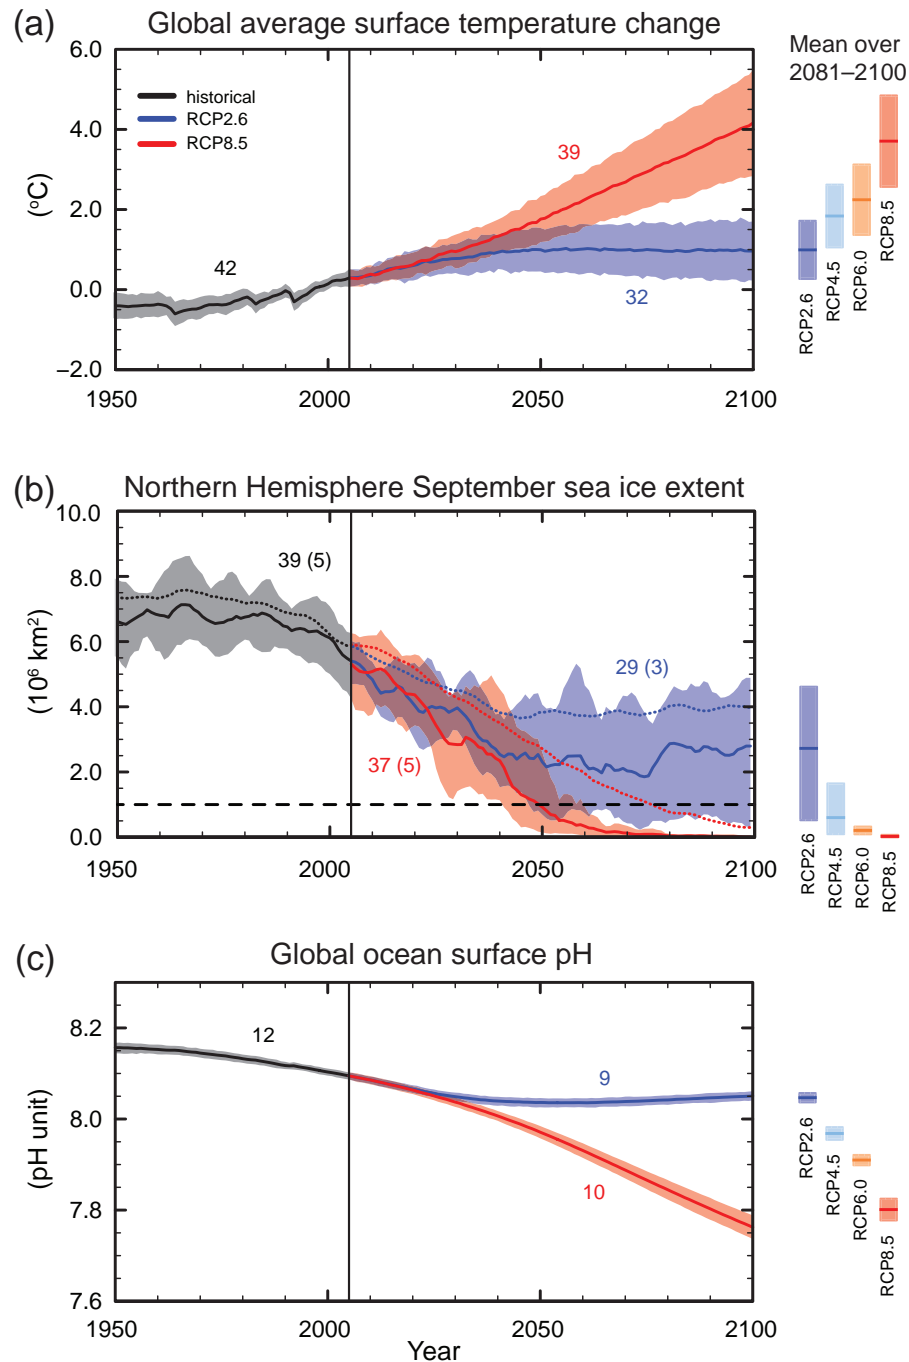 (a) Global average surface temperature change
Mean over
2081–2100
6.0
4.0
2.0
0.0
−2.0
(°C)
historical
RCP2.6
RCP8.5
42
39
32
1950 2000 2050 2100
RCP2.6
RCP4.5
RCP6.0
RCP8.5
(b) Northern Hemisphere September sea ice extent
10.0
8.0
6.0
4.0
2.0
0.0
(10⁶ km²)
39 (5)
29 (3)
37 (5)
1950 2000 2050 2100
RCP2.6
RCP4.5
RCP6.0
RCP8.5
(c) Global ocean surface pH
8.2
8.0
7.8
7.6
(pH unit)
12
9
10
1950 2000 2050 2100
Year
RCP2.6
RCP4.5
RCP6.0
RCP8.5